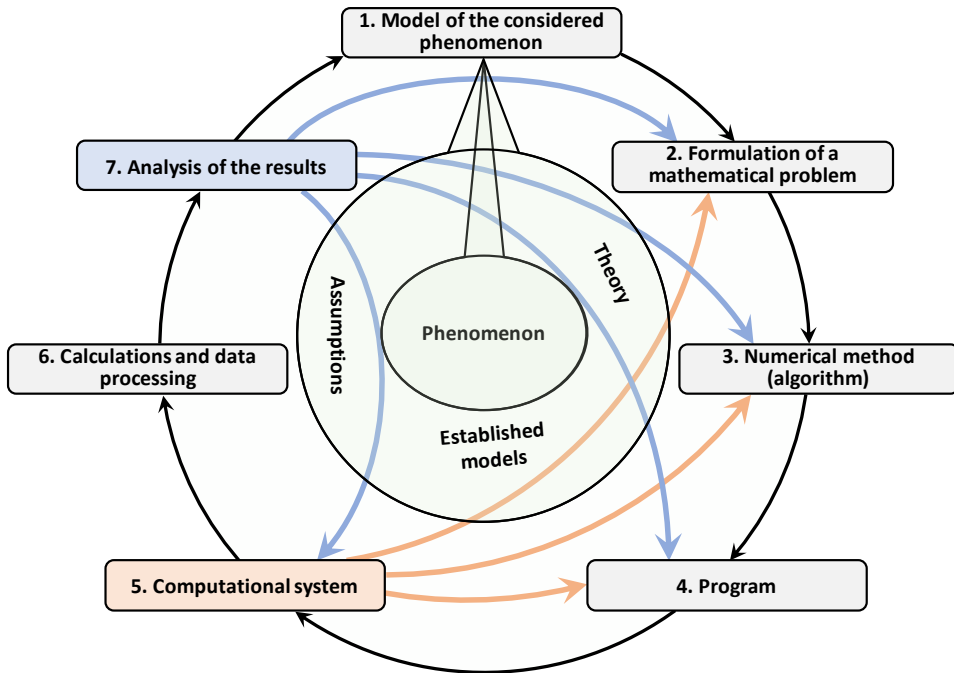 1. Model of the considered
phenomenon
7. Analysis of the results
2. Formulation of a
mathematical problem
Theory
Assumptions
Phenomenon
6. Calculations and data
processing
3. Numerical method
(algorithm)
Established
models
5. Computational system
4. Program